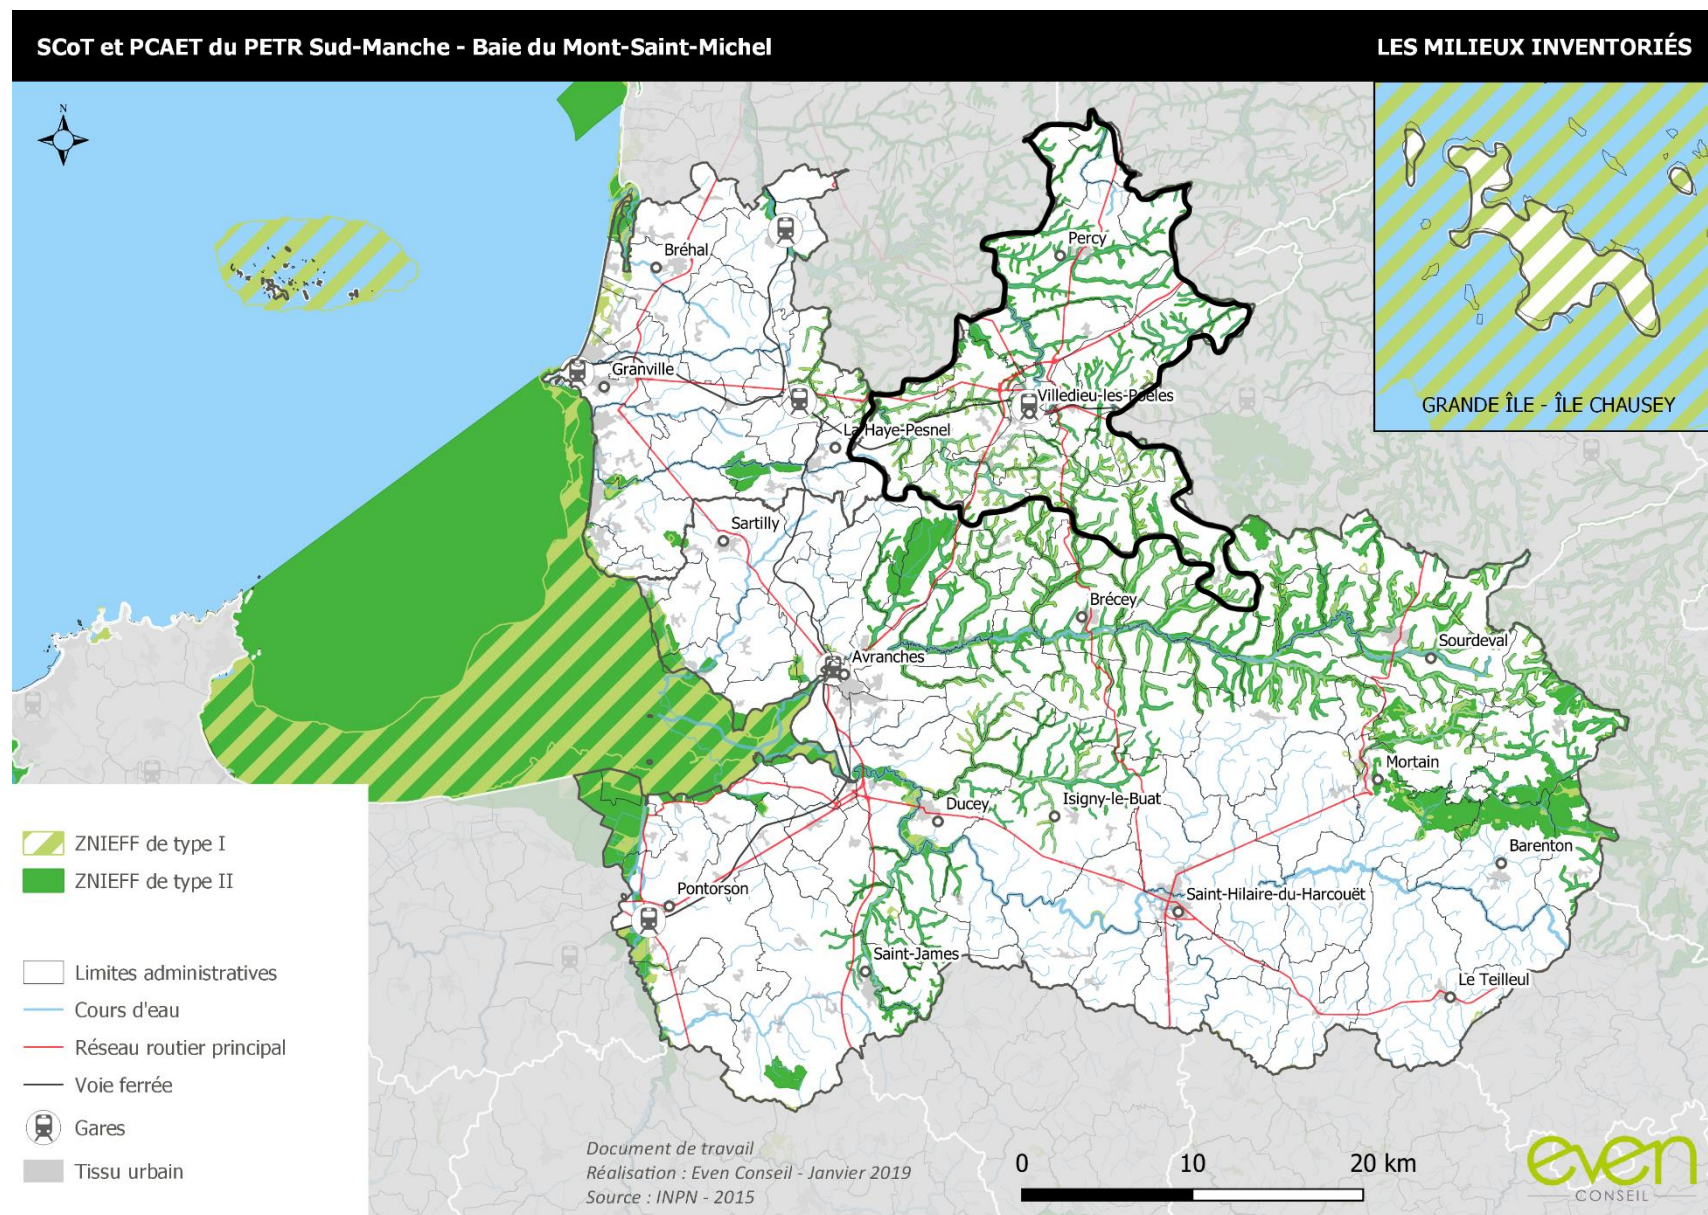 SCoT et PCAET du PETR Sud-Manche - Baie du Mont-Saint-Michel
LES MILIEUX INVENTORIÉS
N
GRANDE ÎLE - ÎLE CHAUSEY
Percy
Bréhal
Granville
Villedieu-les-Poeles
La Haye-Pesnel
Sartilly
Brécey
Sourdeval
Avranches
Mortain
Ducey
Isigny-le-Buat
Barenton
Pontorson
Saint-Hilaire-du-Harcouët
Saint-James
Le Teilleul
ZNIEFF de type I
ZNIEFF de type II
Limites administratives
Cours d'eau
Réseau routier principal
Voie ferrée
Gares
Tissu urbain
Document de travail
Réalisation : Even Conseil - Janvier 2019
Source : INPN - 2015
0 10 20 km
even
CONSEIL